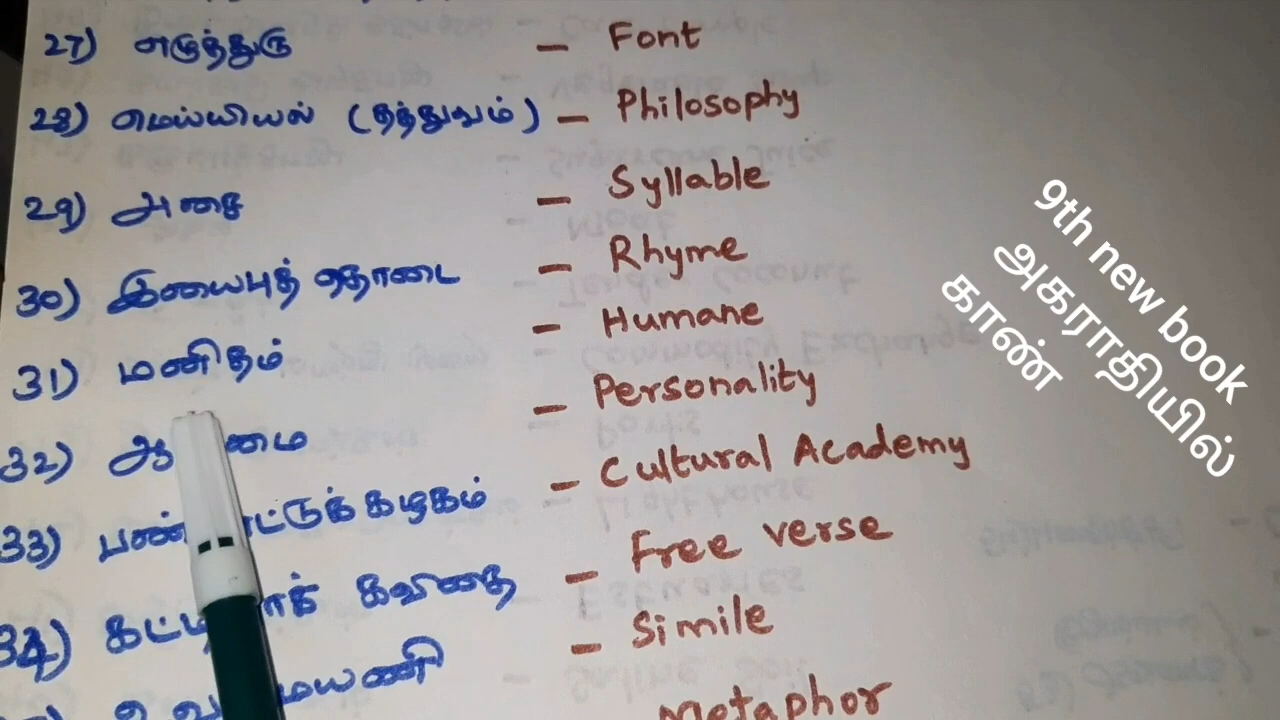 27) எழுத்துரு - Font
28) மெய்யியல் (தத்துவம்) - Philosophy
29) அசை - Syllable
30) இயைபுத் தொடை - Rhyme
31) மனிதம் - Humane
32) - Personality
33) - Cultural Academy
34) கவிதை - Free verse
- Simile
Metaphor
9th new book
அகராதியில்
காண்